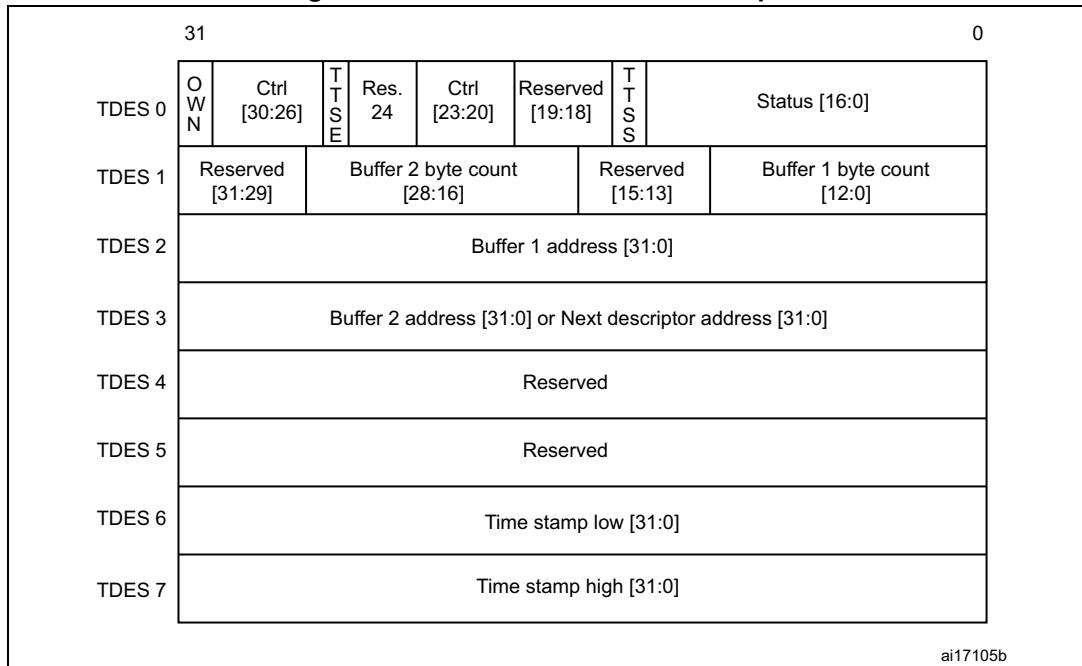 31 0
TDES 0
OWN
Ctrl
[30:26]
TTSE
Res.
24
Ctrl
[23:20]
Reserved
[19:18]
TTSS
Status [16:0]
TDES 1
Reserved
[31:29]
Buffer 2 byte count
[28:16]
Reserved
[15:13]
Buffer 1 byte count
[12:0]
TDES 2
Buffer 1 address [31:0]
TDES 3
Buffer 2 address [31:0] or Next descriptor address [31:0]
TDES 4
Reserved
TDES 5
Reserved
TDES 6
Time stamp low [31:0]
TDES 7
Time stamp high [31:0]
ai17105b